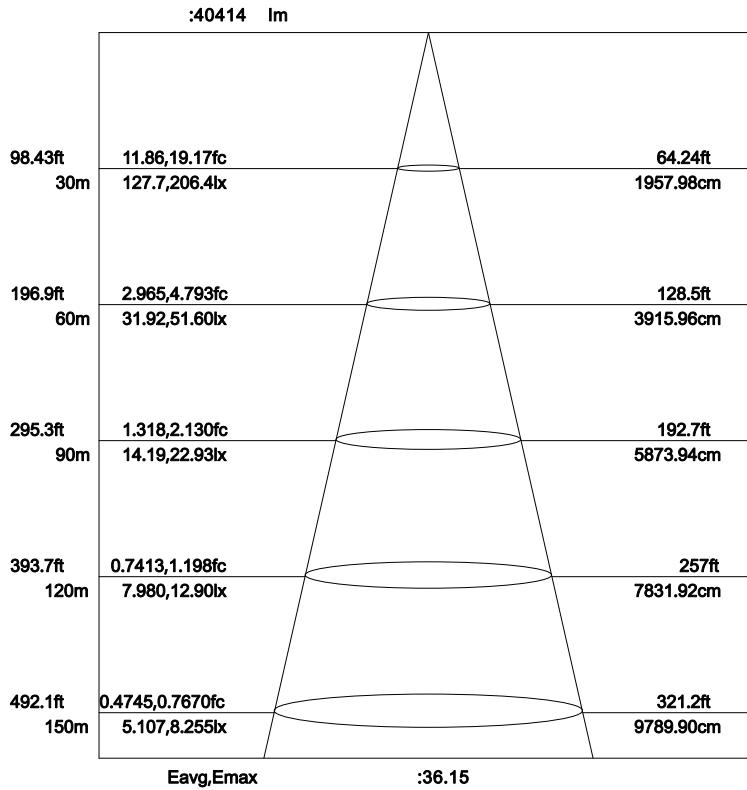 :40414 lm
98.43ft 11.86,19.17fc 64.24ft
30m 127.7,206.4lx 1957.98cm
196.9ft 2.965,4.793fc 128.5ft
60m 31.92,51.60lx 3915.96cm
295.3ft 1.318,2.130fc 192.7ft
90m 14.19,22.93lx 5873.94cm
393.7ft 0.7413,1.198fc 257ft
120m 7.980,12.90lx 7831.92cm
492.1ft 0.4745,0.7670fc 321.2ft
150m 5.107,8.255lx 9789.90cm
Eavg,Emax :36.15